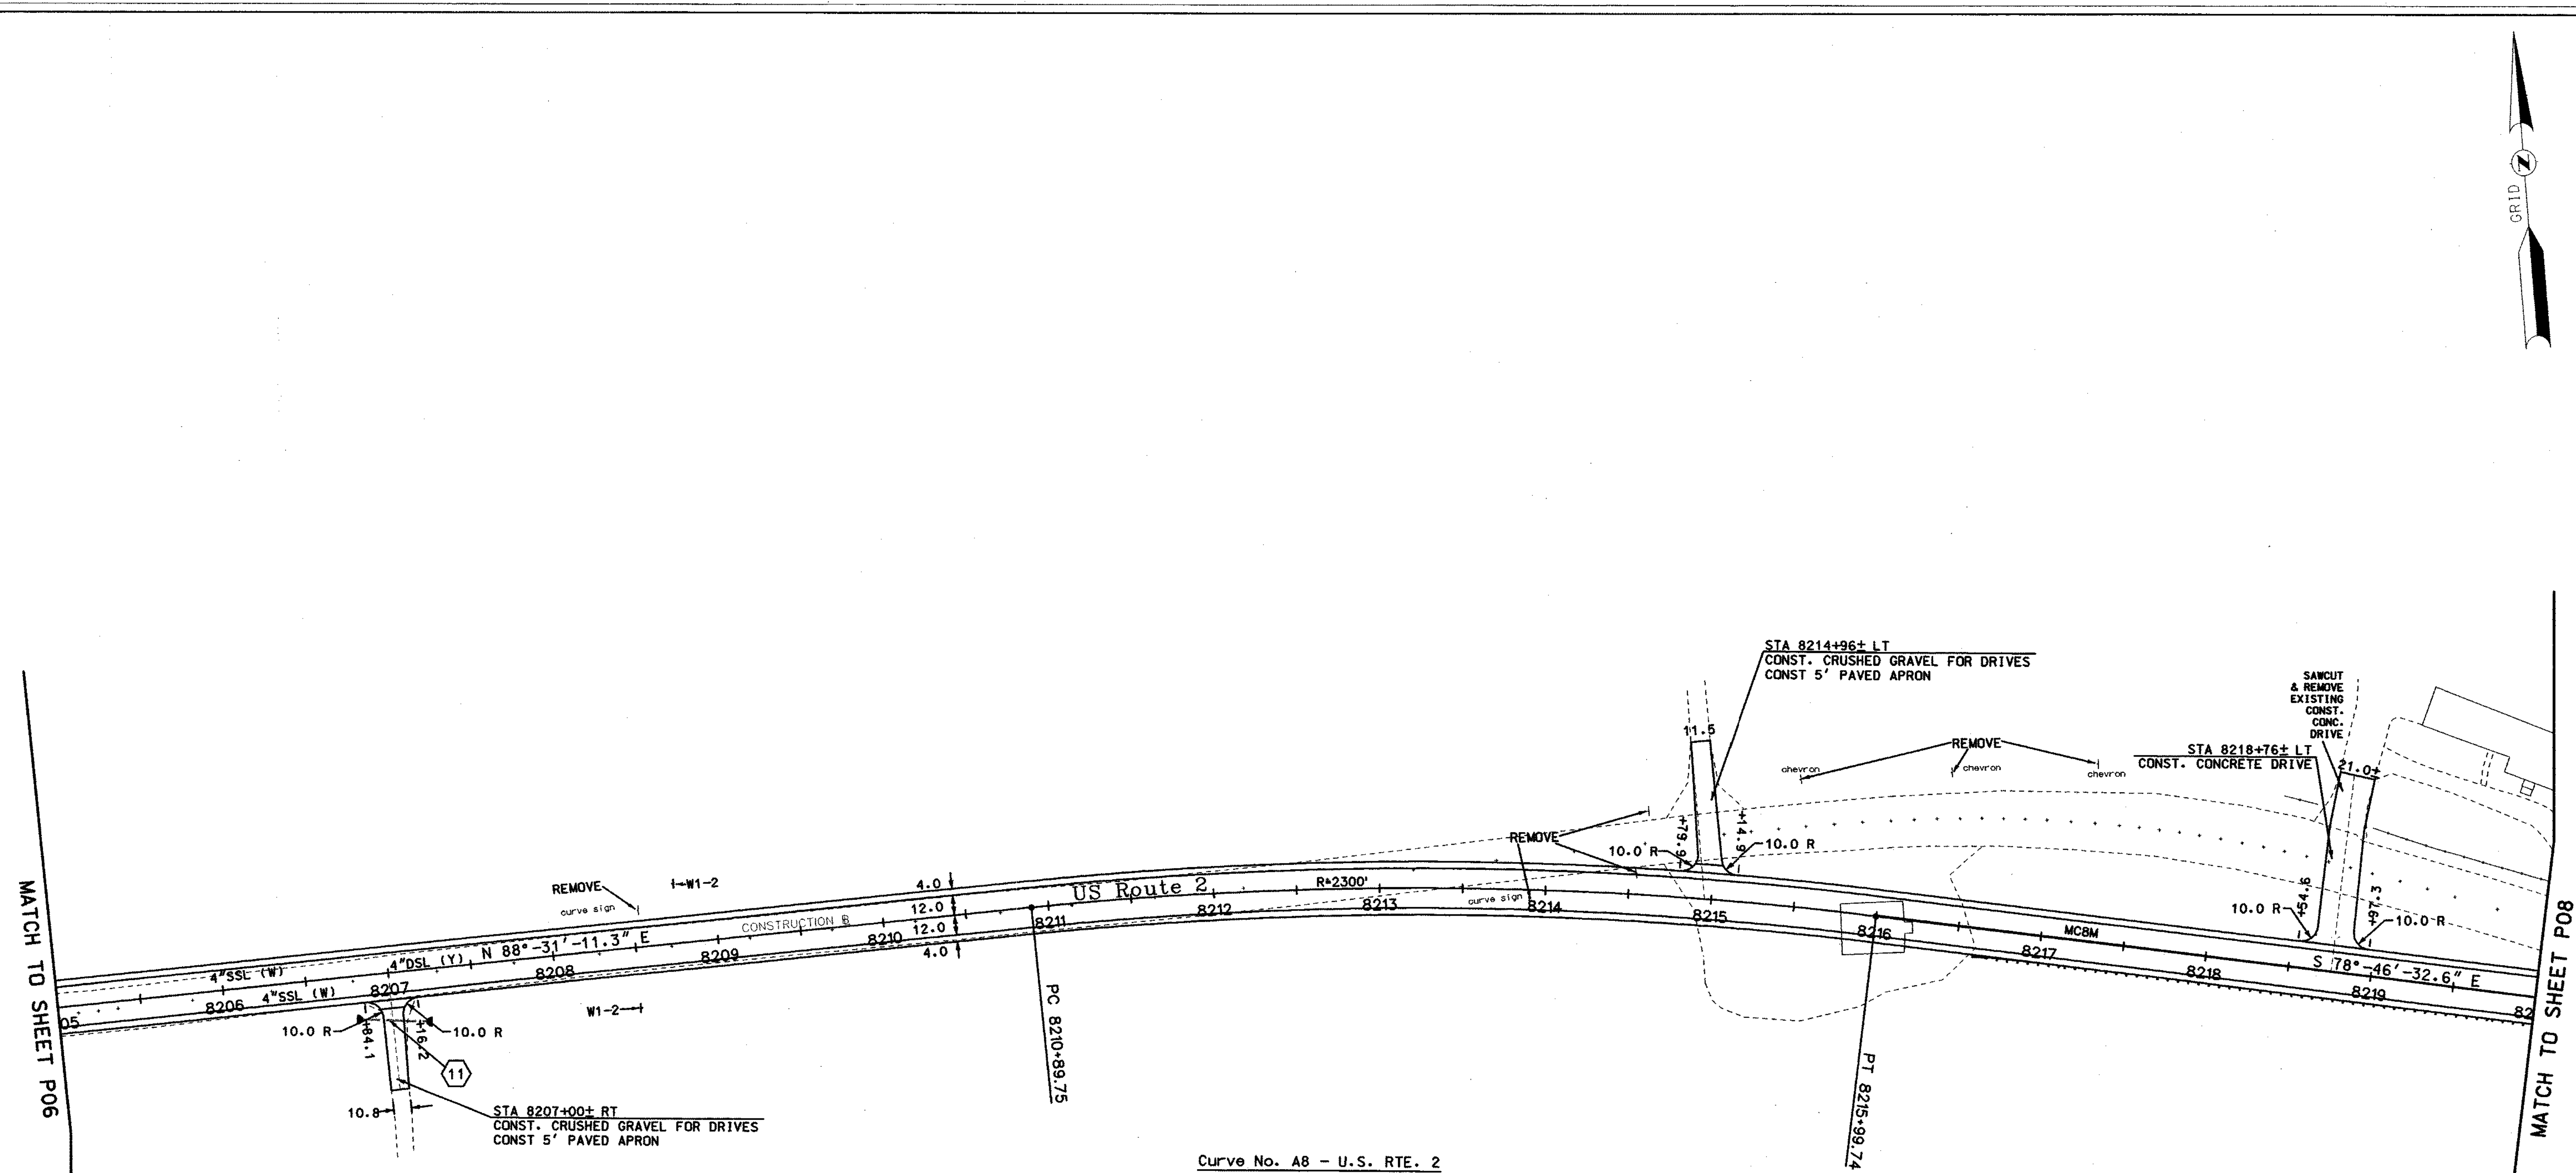 GRID
Z
MATCH TO SHEET P06
MATCH TO SHEET P08
STA 8214+96± LT
CONST. CRUSHED GRAVEL FOR DRIVES
CONST 5' PAVED APRON
11.5
SAWCUT
& REMOVE
EXISTING
CONST.
CONC.
DRIVE
STA 8218+76± LT
CONST. CONCRETE DRIVE
21.0±
REMOVE
chevron
chevron
chevron
REMOVE
+79.9
+14.9
10.0 R
10.0 R
REMOVE
curve sign
W1-2
4.0
12.0
12.0
4.0
US Route 2
R=2300'
curve sign
CONSTRUCTION
N 88°-31'-11.3" E
4"DSL (Y)
4"SSL (W)
4"SSL (W)
05
8206
8207
8208
8209
8210
8211
8212
8213
8214
8215
8216
8217
8218
8219
82
MC8M
S 78°-46'-32.6" E
+54.6
+97.3
10.0 R
10.0 R
W1-2
10.0 R
10.0 R
+84.1
+16.2
11
10.8
STA 8207+00± RT
CONST. CRUSHED GRAVEL FOR DRIVES
CONST 5' PAVED APRON
PC 8210+89.75
PT 8215+99.74
Curve No. A8 - U.S. RTE. 2